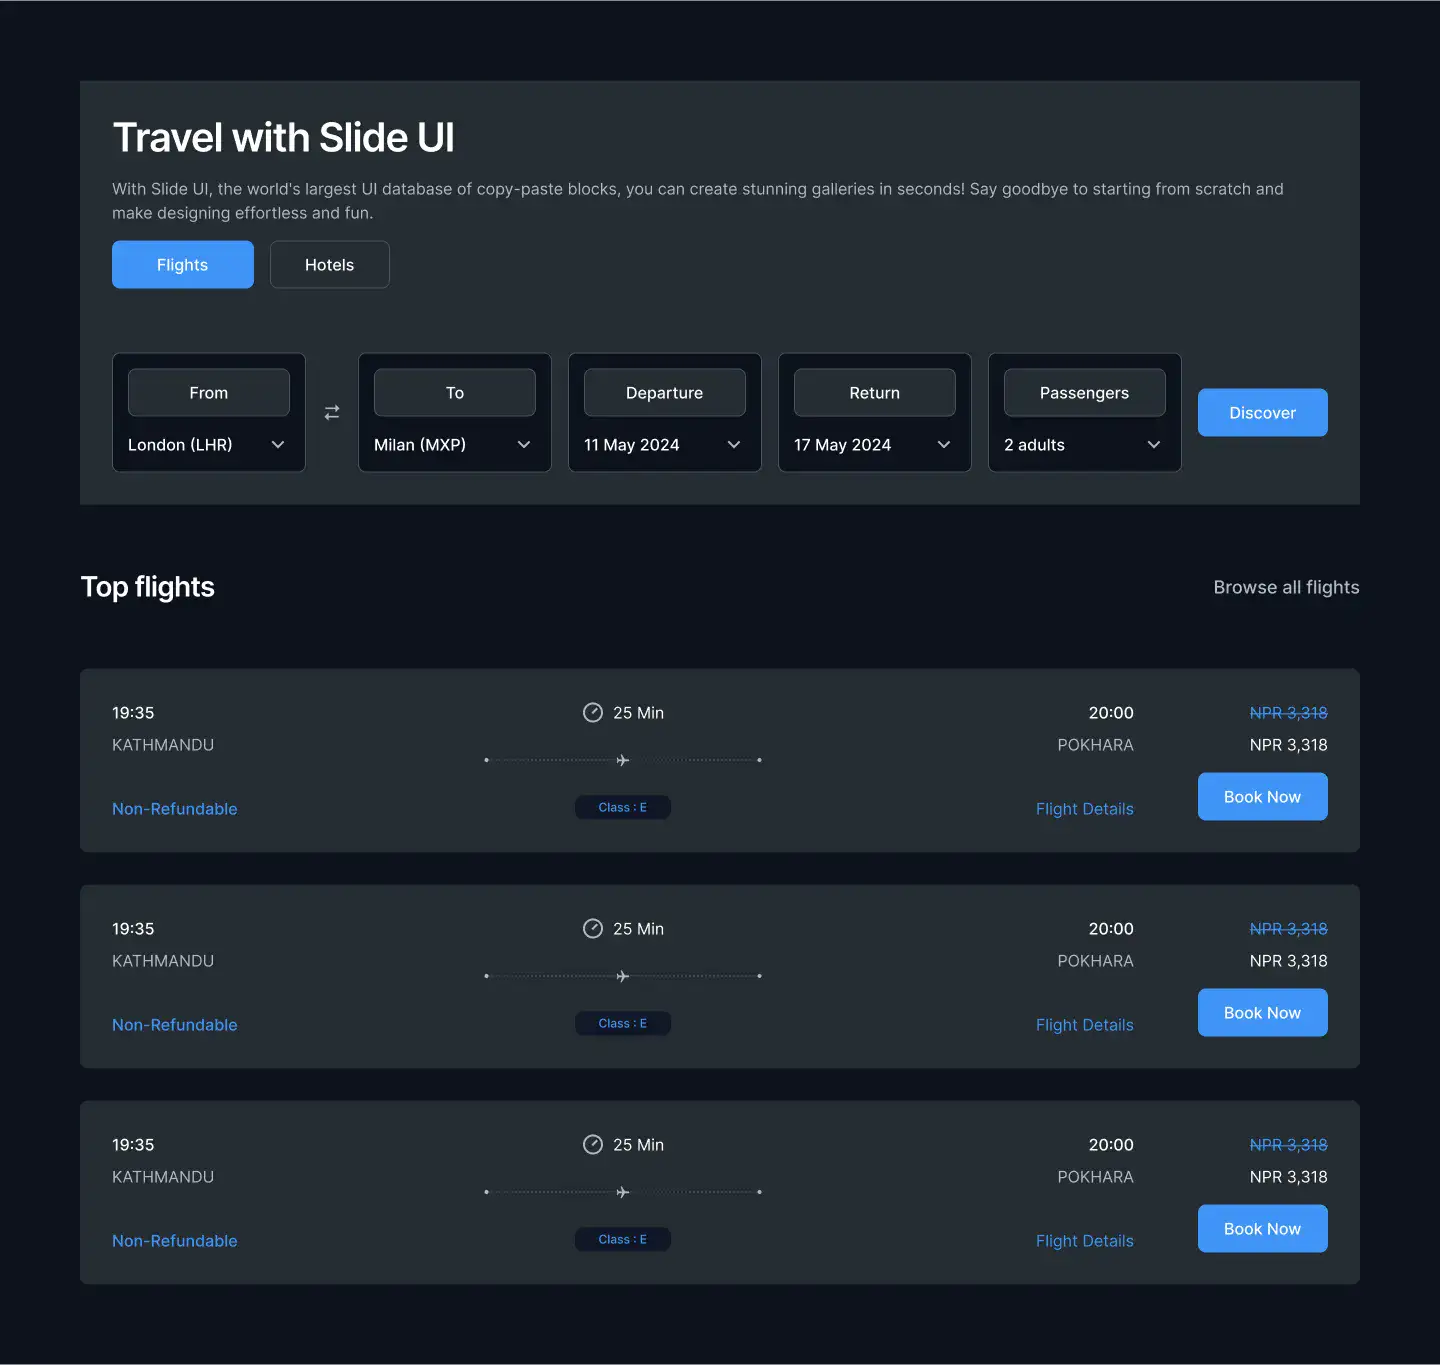 Travel with Slide UI
With Slide UI, the world's largest UI database of copy-paste blocks, you can create stunning galleries in seconds! Say goodbye to starting from scratch and
make designing effortless and fun.
Flights
Hotels
From
London (LHR)
To
Milan (MXP)
Departure
11 May 2024
Return
17 May 2024
Passengers
2 adults
Discover
Top flights
Browse all flights
19:35
KATHMANDU
Non-Refundable
25 Min
Class : E
20:00
POKHARA
Flight Details
NPR 3,318
NPR 3,318
Book Now
19:35
KATHMANDU
Non-Refundable
25 Min
Class : E
20:00
POKHARA
Flight Details
NPR 3,318
NPR 3,318
Book Now
19:35
KATHMANDU
Non-Refundable
25 Min
Class : E
20:00
POKHARA
Flight Details
NPR 3,318
NPR 3,318
Book Now